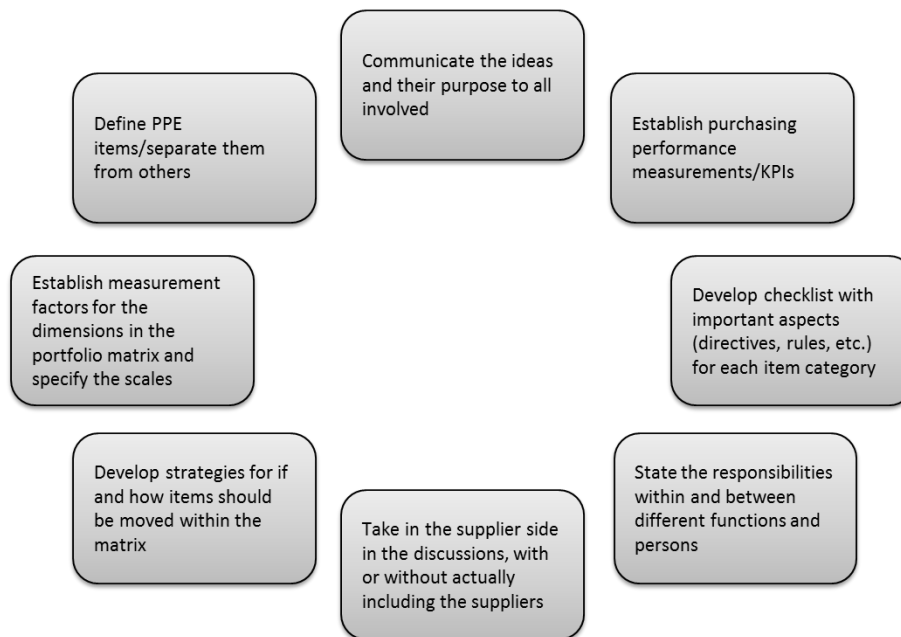 Communicate the ideas
and their purpose to all
involved
Define PPE
items/separate them
from others
Establish purchasing
performance
measurements/KPIs
Establish measurement
factors for the
dimensions in the
portfolio matrix and
specify the scales
Develop checklist with
important aspects
(directives, rules, etc.)
for each item category
Develop strategies for if
and how items should
be moved within the
matrix
State the responsibilities
within and between
different functions and
persons
Take in the supplier side
in the discussions, with
or without actually
including the suppliers